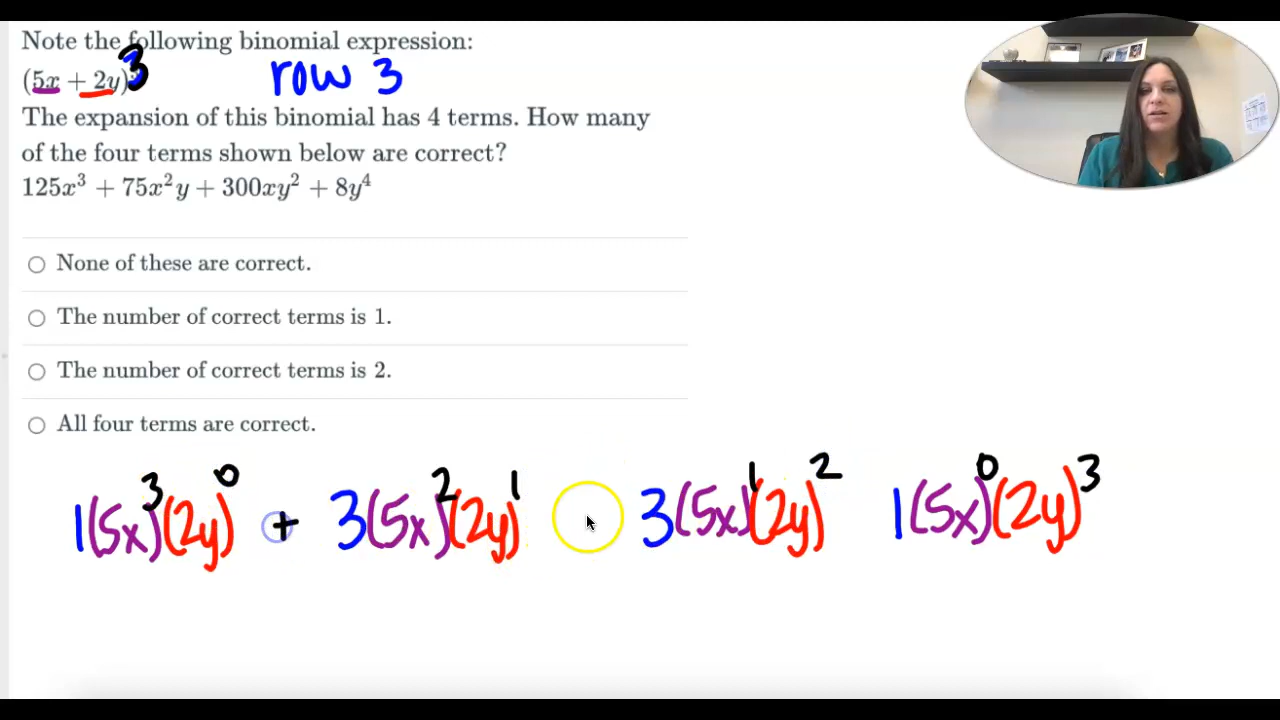 Note the following binomial expression:
(5x + 2y)³ row 3
The expansion of this binomial has 4 terms. How many
of the four terms shown below are correct?
125x³ + 75x²y + 300xy² + 8y⁴
None of these are correct.
The number of correct terms is 1.
The number of correct terms is 2.
All four terms are correct.
1(5x)³(2y)⁰ + 3(5x)²(2y)¹ 3(5x)¹(2y)² 1(5x)⁰(2y)³